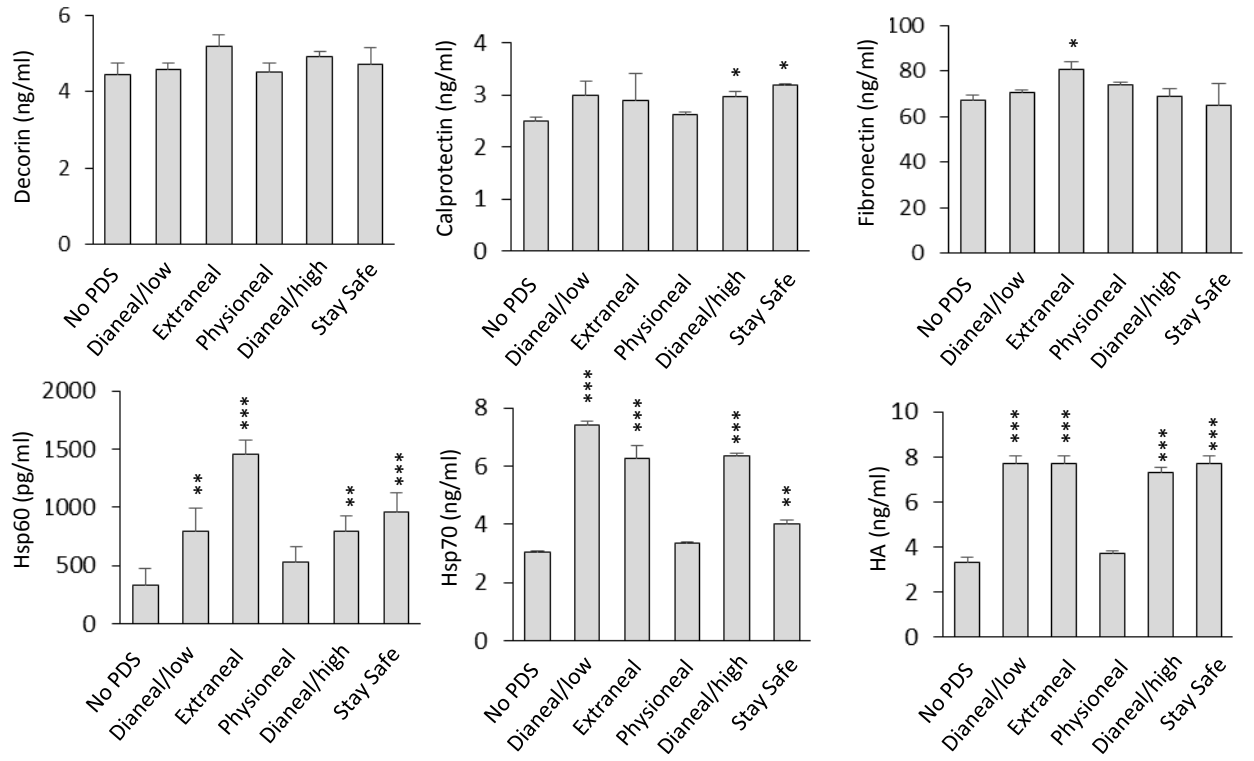 Decorin (ng/ml)
6
4
2
0
No PDS
Dianeal/low
Extraneal
Physioneal
Dianeal/high
Stay Safe
Calprotectin (ng/ml)
4
3
2
1
0
*
*
No PDS
Dianeal/low
Extraneal
Physioneal
Dianeal/high
Stay Safe
Fibronectin (ng/ml)
100
80
60
40
20
0
*
No PDS
Dianeal/low
Extraneal
Physioneal
Dianeal/high
Stay Safe
Hsp60 (pg/ml)
2000
1500
1000
500
0
**
***
**
***
No PDS
Dianeal/low
Extraneal
Physioneal
Dianeal/high
Stay Safe
Hsp70 (ng/ml)
8
6
4
2
0
***
***
***
**
No PDS
Dianeal/low
Extraneal
Physioneal
Dianeal/high
Stay Safe
HA (ng/ml)
10
8
6
4
2
0
***
***
***
***
No PDS
Dianeal/low
Extraneal
Physioneal
Dianeal/high
Stay Safe